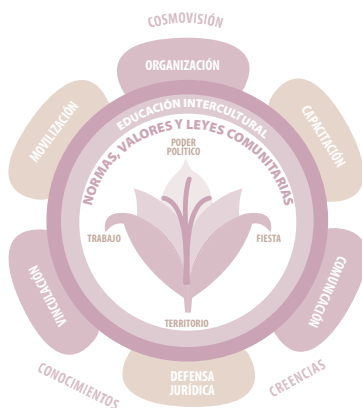 COSMOVISIÓN
ORGANIZACIÓN
MOVILIZACIÓN
CAPACITACIÓN
EDUCACIÓN INTERCULTURAL
NORMAS, VALORES Y LEYES COMUNITARIAS
PODER
POLÍTICO
TRABAJO
FIESTA
TERRITORIO
VINCULACIÓN
COMUNICACIÓN
DEFENSA
JURÍDICA
CONOCIMIENTOS
CREENCIAS